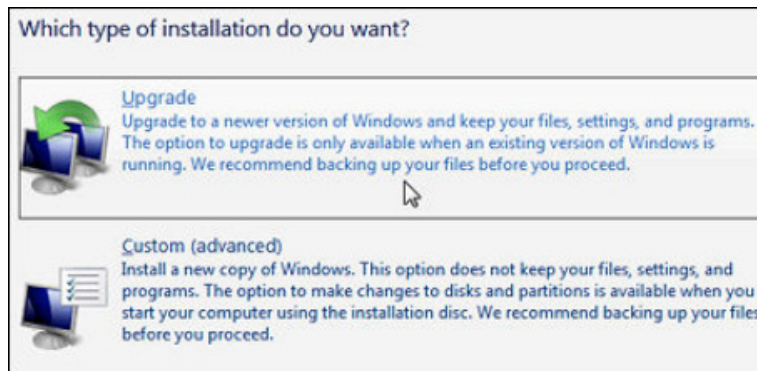 Which type of installation do you want?
Upgrade
Upgrade to a newer version of Windows and keep your files, settings, and programs.
The option to upgrade is only available when an existing version of Windows is
running. We recommend backing up your files before you proceed.
Custom (advanced)
Install a new copy of Windows. This option does not keep your files, settings, and
programs. The option to make changes to disks and partitions is available when you
start your computer using the installation disc. We recommend backing up your files
before you proceed.